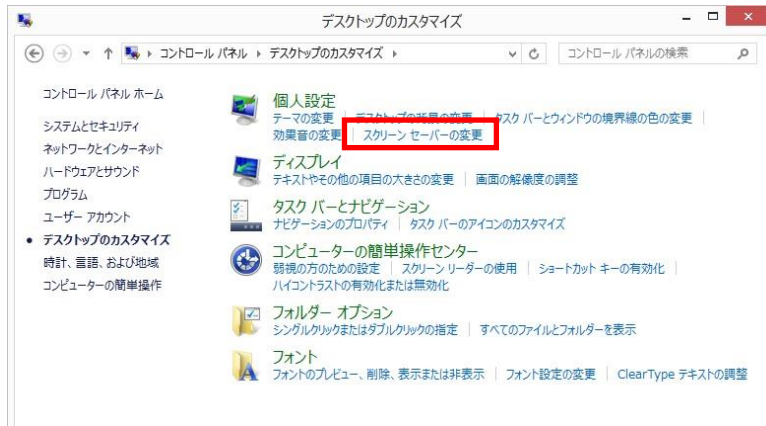 デスクトップのカスタマイズ
コントロール パネル ▸ デスクトップのカスタマイズ ▸
コントロール パネルの検索
コントロール パネル ホーム
システムとセキュリティ
ネットワークとインターネット
ハードウェアとサウンド
プログラム
ユーザー アカウント
デスクトップのカスタマイズ
時計、言語、および地域
コンピューターの簡単操作
個人設定
テーマの変更 デスクトップの背景の変更 タスク バーとウィンドウの境界線の色の変更
効果音の変更 スクリーン セーバーの変更
ディスプレイ
テキストやその他の項目の大きさの変更 画面の解像度の調整
タスク バーとナビゲーション
ナビゲーションのプロパティ タスク バーのアイコンのカスタマイズ
コンピューターの簡単操作センター
弱視の方のための設定 スクリーン リーダーの使用 ショートカット キーの有効化
ハイコントラストの有効化または無効化
フォルダー オプション
シングルクリックまたはダブルクリックの指定 すべてのファイルとフォルダーを表示
フォント
フォントのプレビュー、削除、表示または非表示 フォント設定の変更 ClearType テキストの調整